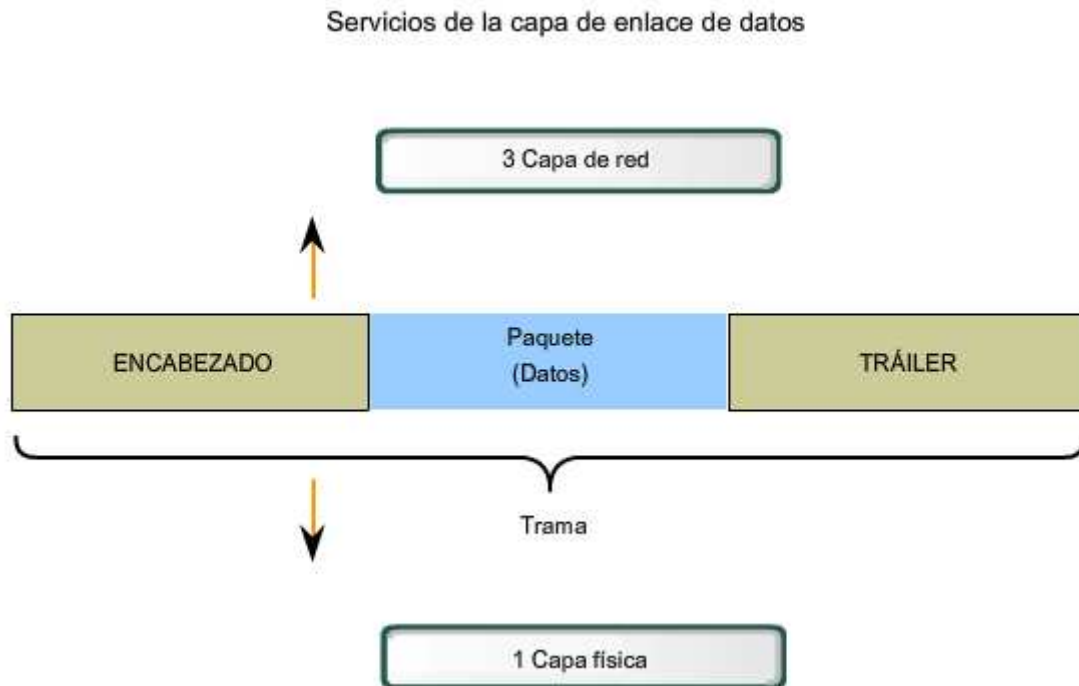 Servicios de la capa de enlace de datos
3 Capa de red
ENCABEZADO
Paquete
(Datos)
TRÁILER
Trama
1 Capa física